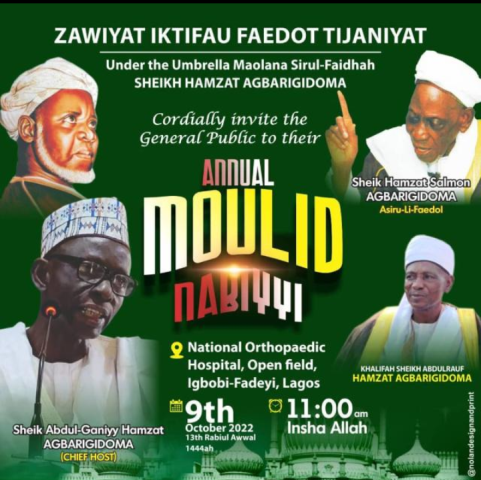 ZAWIYAT IKTIFAU FAEDOT TIJANIYAT
Under the Umbrella Maolana Sirul-Faidhah
SHEIKH HAMZAT AGBARIGIDOMA
Cordially invite the
General Public to their
ANNUAL
MOULID
NABIYYI
Sheik Hamzat Salmon
AGBARIGIDOMA
Asiru-Li-Faedol
National Orthopaedic
Hospital, Open field,
Igbobi-Fadeyi, Lagos
KHALIFAH SHEIKH ABDULRAUF
HAMZAT AGBARIGIDOMA
9th
October 2022
13th Rabiul Awwal
1444ah
11:00 am
Insha Allah
Sheik Abdul-Ganiyy Hamzat
AGBARIGIDOMA
(CHIEF HOST)
@nolandesignandprint